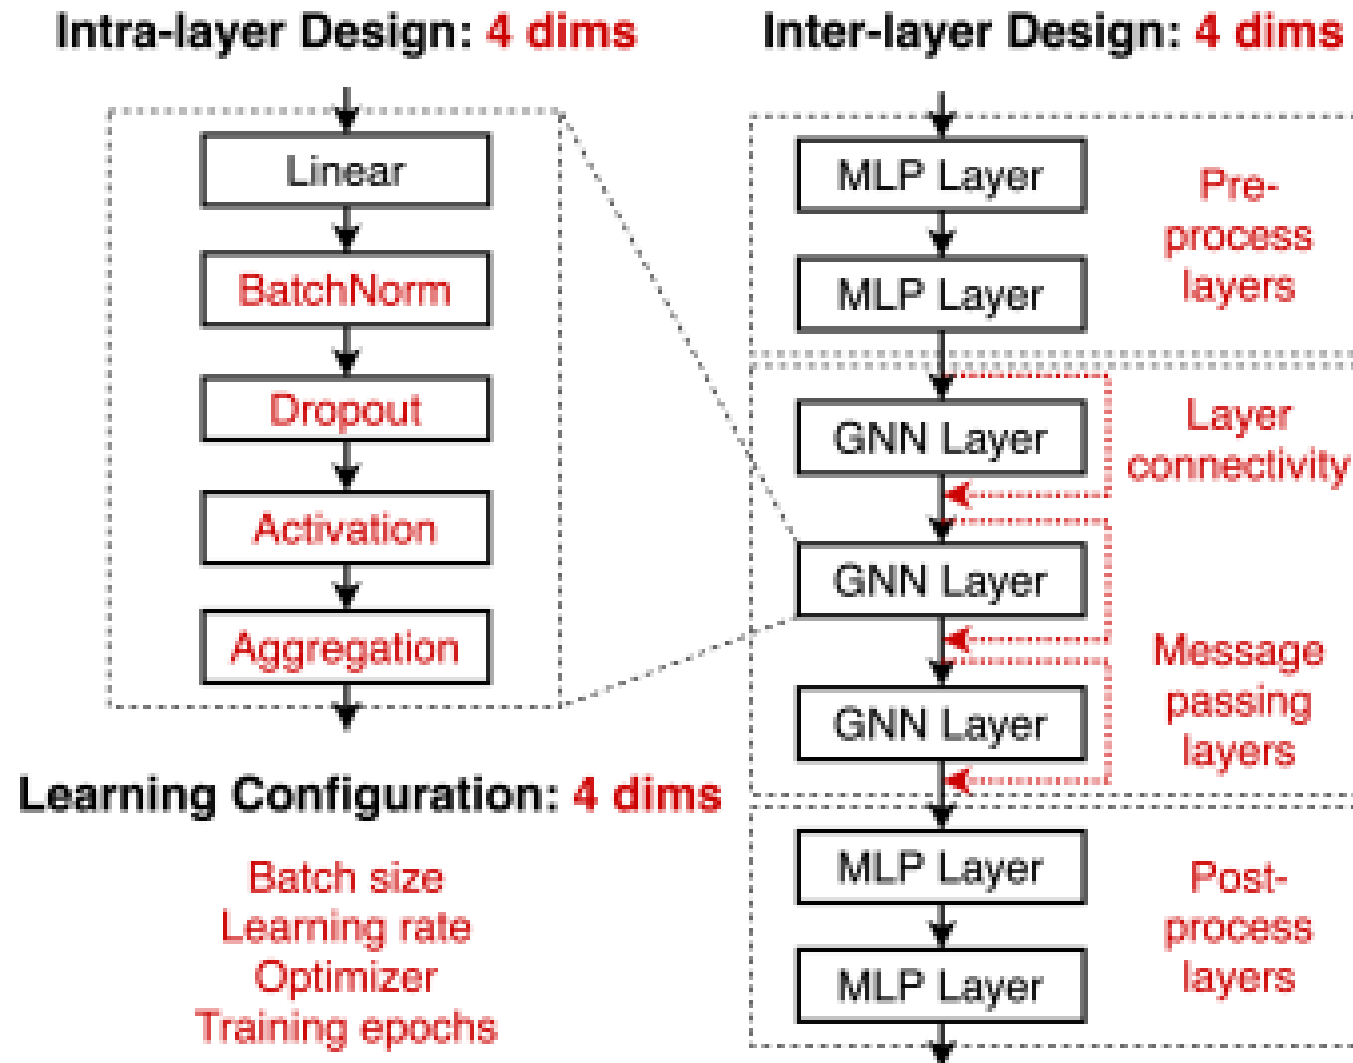 Intra-layer Design: 4 dims
Linear
BatchNorm
Dropout
Activation
Aggregation
Learning Configuration: 4 dims
Batch size
Learning rate
Optimizer
Training epochs
Inter-layer Design: 4 dims
MLP Layer
MLP Layer
Pre-
process
layers
GNN Layer
Layer
connectivity
GNN Layer
GNN Layer
Message
passing
layers
MLP Layer
MLP Layer
Post-
process
layers